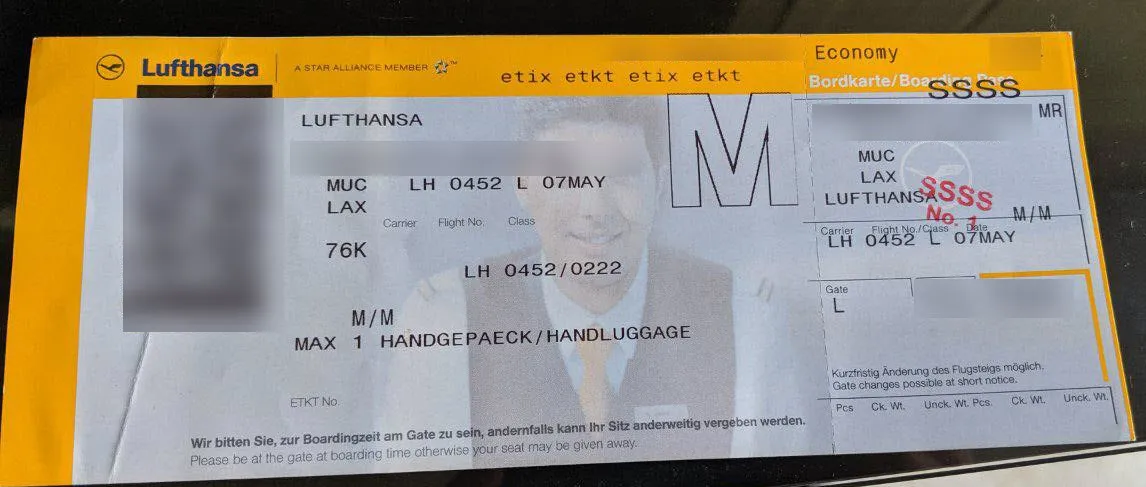 Lufthansa
A STAR ALLIANCE MEMBER
etix etkt etix etkt
LUFTHANSA
MUC LH 0452 L 07MAY
LAX
Carrier Flight No. Class
76K
LH 0452/0222
M/M
MAX 1 HANDGEPAECK/HANDLUGGAGE
ETKT No.
Wir bitten Sie, zur Boardingzeit am Gate zu sein, andernfalls kann Ihr Sitz anderweitig vergeben werden.
Please be at the gate at boarding time otherwise your seat may be given away.
M
Economy
Bordkarte/Boarding Pass
SSSS
MR
MUC
LAX
LUFTHANSA
SSSS
No. 1
M/M
Carrier Flight No./Class Date
LH 0452 L 07MAY
Gate
L
Kurzfristig Änderung des Flugsteigs möglich.
Gate changes possible at short notice.
Pcs Ck. Wt. Unck. Wt. Pcs. Ck. Wt. Unck. Wt.